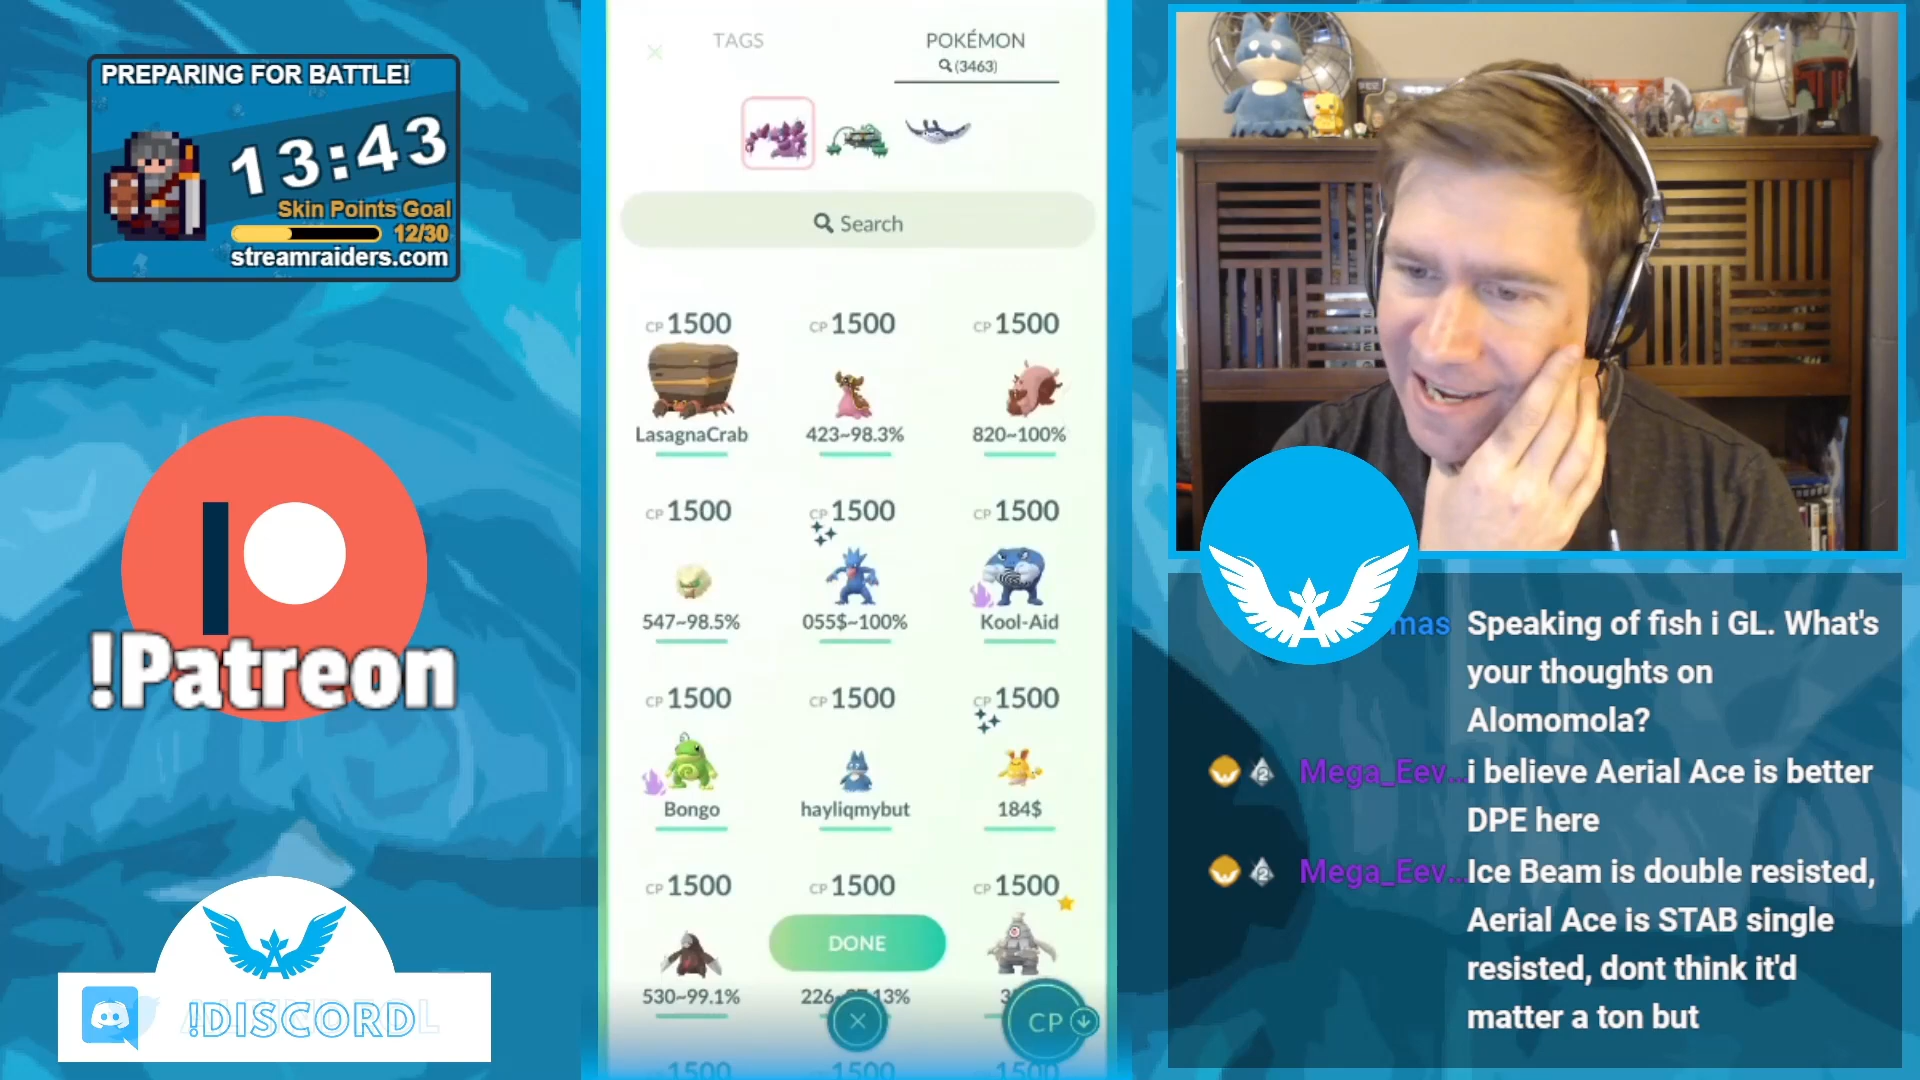 PREPARING FOR BATTLE!
13:43
Skin Points Goal
12/30
streamraiders.com
!Patreon
!DISCORD
TAGS
POKÉMON
(3463)
Search
CP 1500
CP 1500
CP 1500
LasagnaCrab
423~98.3%
820~100%
CP 1500
CP 1500
CP 1500
547~98.5%
055$~100%
Kool-Aid
CP 1500
CP 1500
CP 1500
Bongo
hayliqmybut
184$
CP 1500
CP 1500
CP 1500
DONE
530~99.1%
CP
1500
1500
1500
Speaking of fish i GL. What's
your thoughts on
Alomomola?
Mega_Eev... i believe Aerial Ace is better
DPE here
Mega_Eev... Ice Beam is double resisted,
Aerial Ace is STAB single
resisted, dont think it'd
matter a ton but